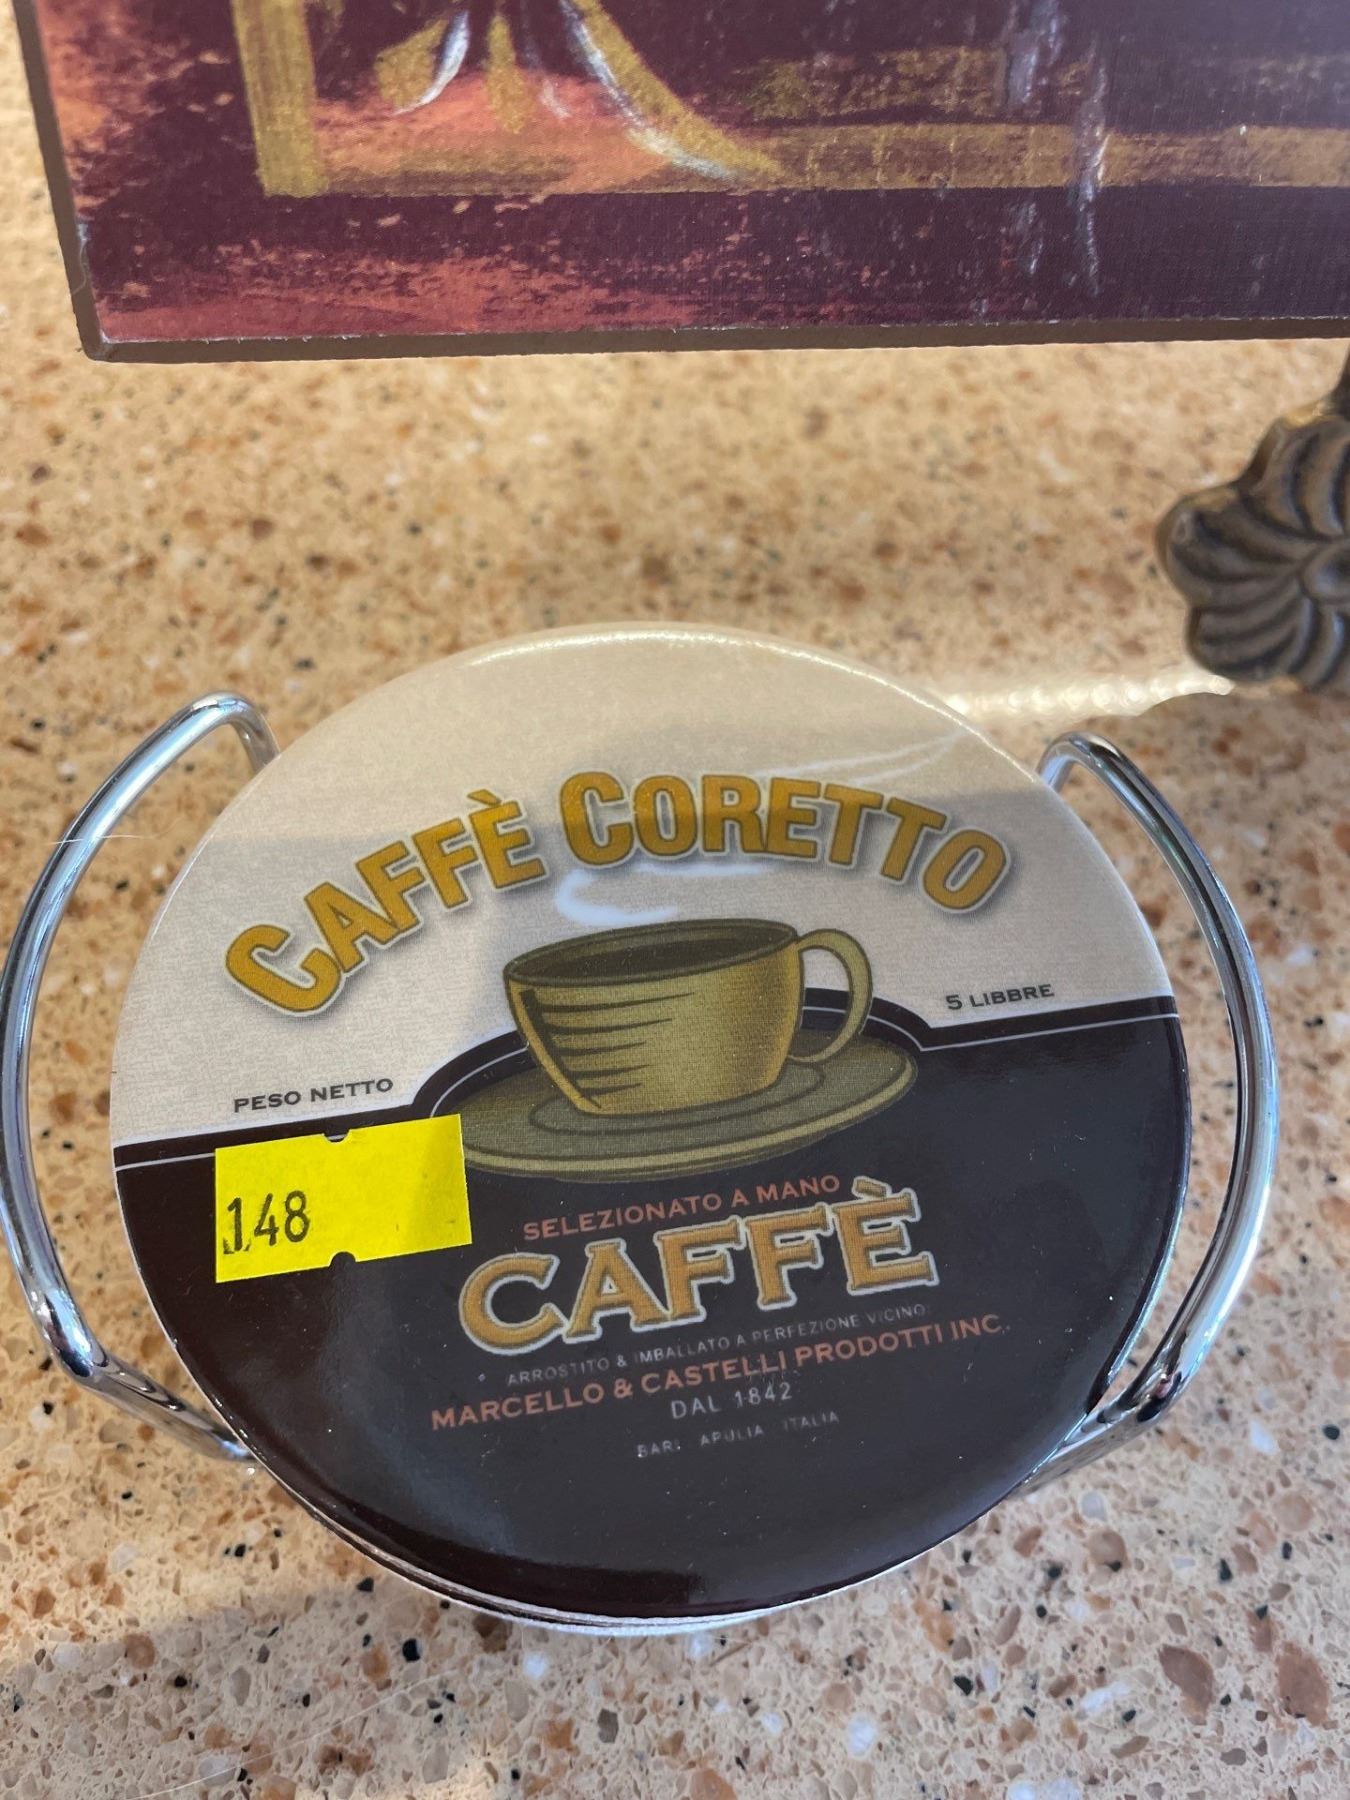 CAFFÈ CORETTO
5 LIBBRE
PESO NETTO
148
SELEZIONATO A MANO
CAFFÈ
ARROSTITO & IMBALLATO A PERFEZIONE VICINO:
MARCELLO & CASTELLI PRODOTTI INC.
DAL 1842
BARI APULIA ITALIA